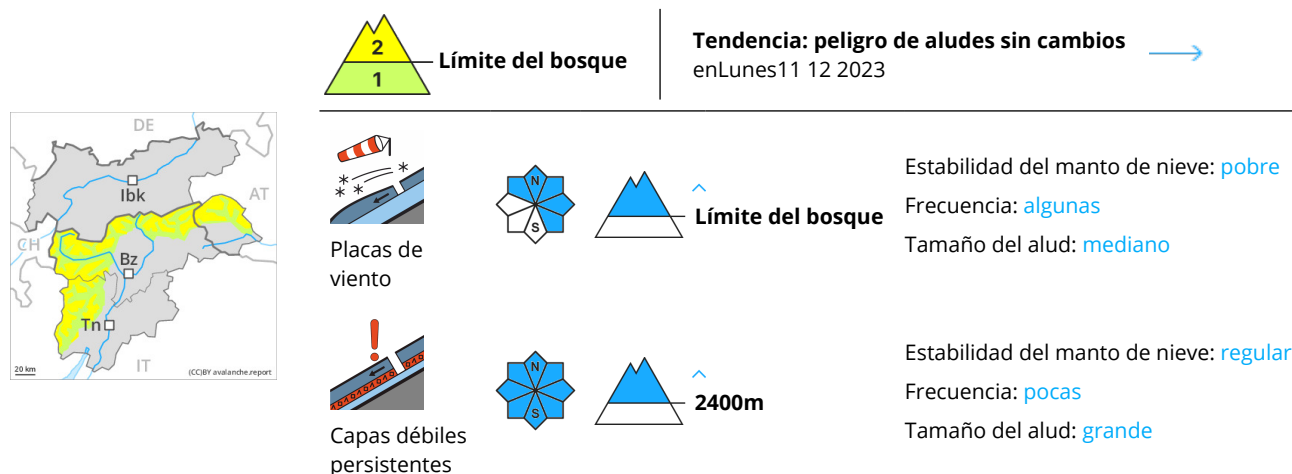 2
1
Límite del bosque
Tendencia: peligro de aludes sin cambios
enLunes11 12 2023
DE
AT
CH
IT
Ibk
Bz
Tn
20 km
(CC)BY avalanche.report
Placas de
viento
N
S
Límite del bosque
Estabilidad del manto de nieve: pobre
Frecuencia: algunas
Tamaño del alud: mediano
Capas débiles
persistentes
N
S
2400m
Estabilidad del manto de nieve: regular
Frecuencia: pocas
Tamaño del alud: grande